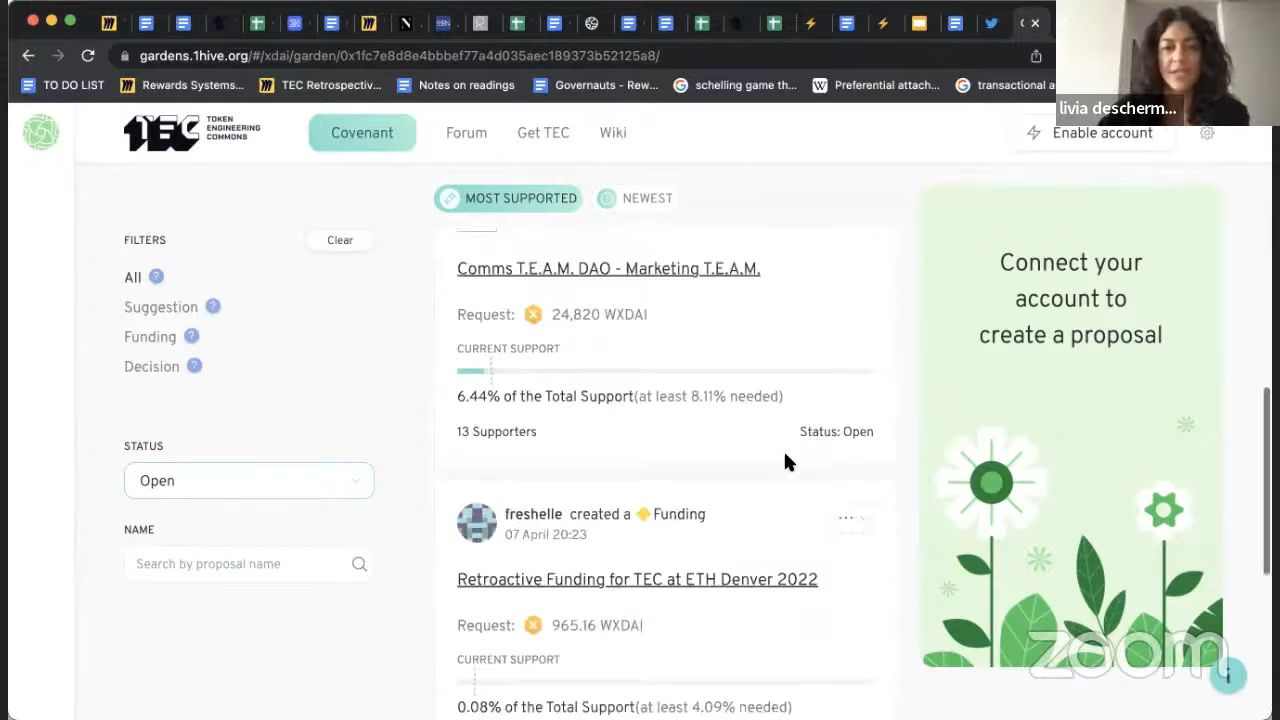 gardens.1hive.org/#/xdai/garden/0x1fc7e8d8e4bbbef77a4d035aec189373b52125a8/
TO DO LIST
Rewards Systems...
TEC Retrospectiv...
Notes on readings
Governauts - Rew...
schelling game th...
Preferential attach...
transactional a
livia descherm...
TEC
TOKEN
ENGINEERING
COMMONS
Covenant
Forum
Get TEC
Wiki
Enable account
MOST SUPPORTED
NEWEST
FILTERS
Clear
All ?
Suggestion ?
Funding ?
Decision ?
STATUS
Open
NAME
Search by proposal name
Comms T.E.A.M. DAO - Marketing T.E.A.M.
Request: 24,820 WXDAI
CURRENT SUPPORT
6.44% of the Total Support(at least 8.11% needed)
13 Supporters
Status: Open
freshelle created a Funding
07 April 20:23
Retroactive Funding for TEC at ETH Denver 2022
Request: 965.16 WXDAI
CURRENT SUPPORT
0.08% of the Total Support(at least 4.09% needed)
Connect your
account to
create a proposal
zoom
i